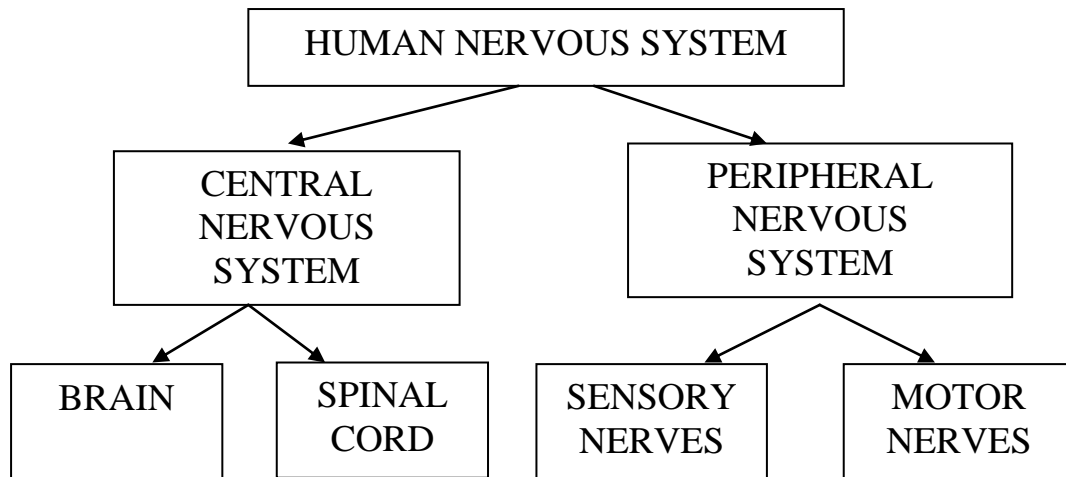 HUMAN NERVOUS SYSTEM
CENTRAL
NERVOUS
SYSTEM
PERIPHERAL
NERVOUS
SYSTEM
BRAIN
SPINAL
CORD
SENSORY
NERVES
MOTOR
NERVES